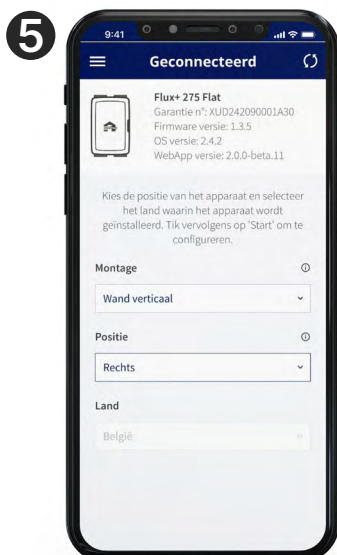 5
9:41
Geconnecteerd
Flux+ 275 Flat
Garantie n°: XUD242090001A30
Firmware versie: 1.3.5
OS versie: 2.4.2
WebApp versie: 2.0.0-beta.11
Kies de positie van het apparaat en selecteer
het land waarin het apparaat wordt
geïnstalleerd. Tik vervolgens op 'Start' om te
configureren.
Montage
Wand verticaal
Positie
Rechts
Land
België